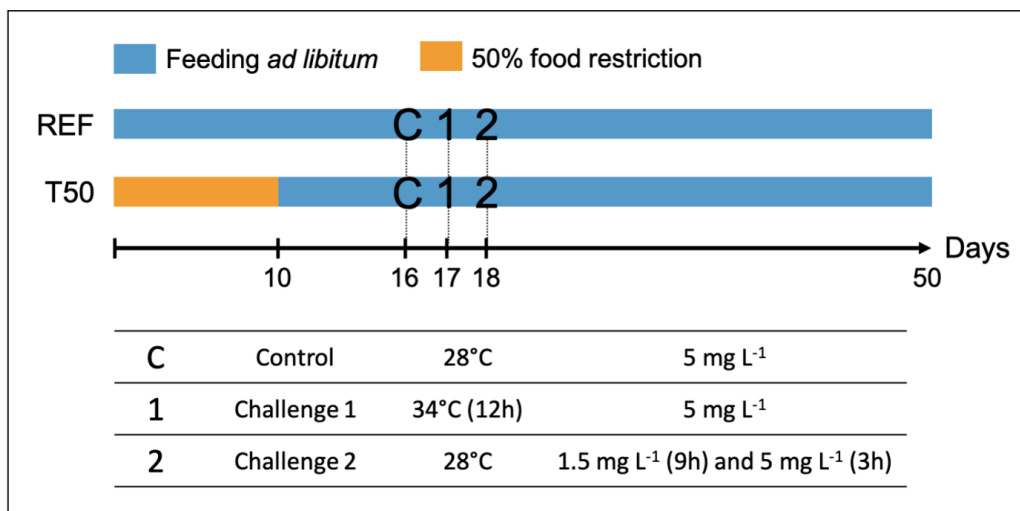 Feeding ad libitum 50% food restriction
REF C 1 2
T50 C 1 2
Days
10 16 17 18 50
C Control 28°C 5 mg L⁻¹
1 Challenge 1 34°C (12h) 5 mg L⁻¹
2 Challenge 2 28°C 1.5 mg L⁻¹ (9h) and 5 mg L⁻¹ (3h)